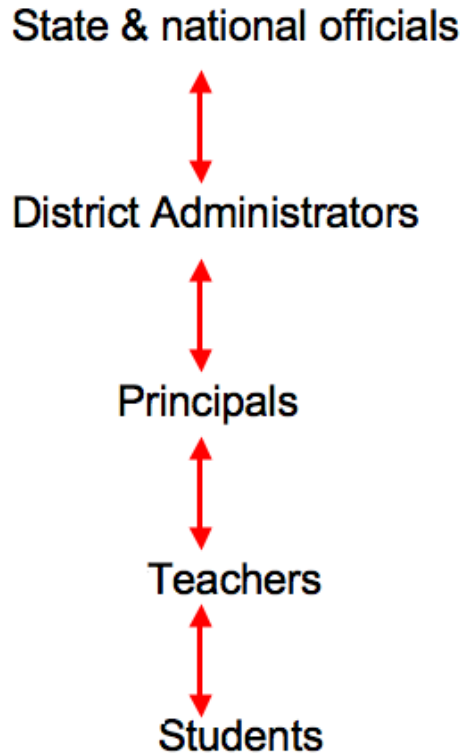 State & national officials
District Administrators
Principals
Teachers
Students